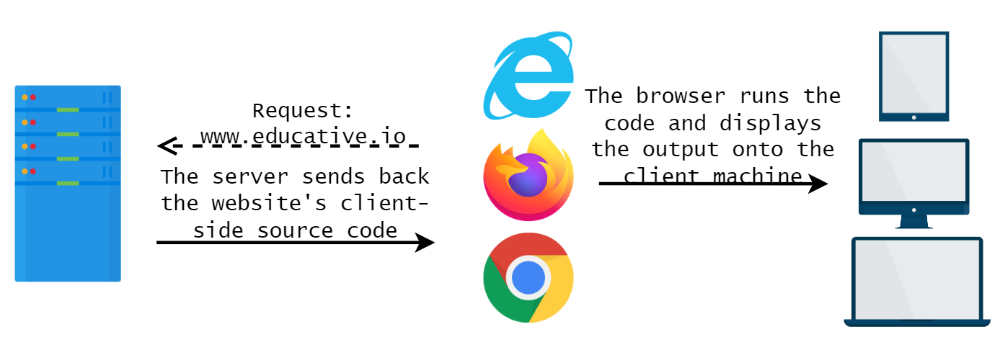 Request:
www.educative.io
The server sends back
the website's client-
side source code
The browser runs the
code and displays
the output onto the
client machine